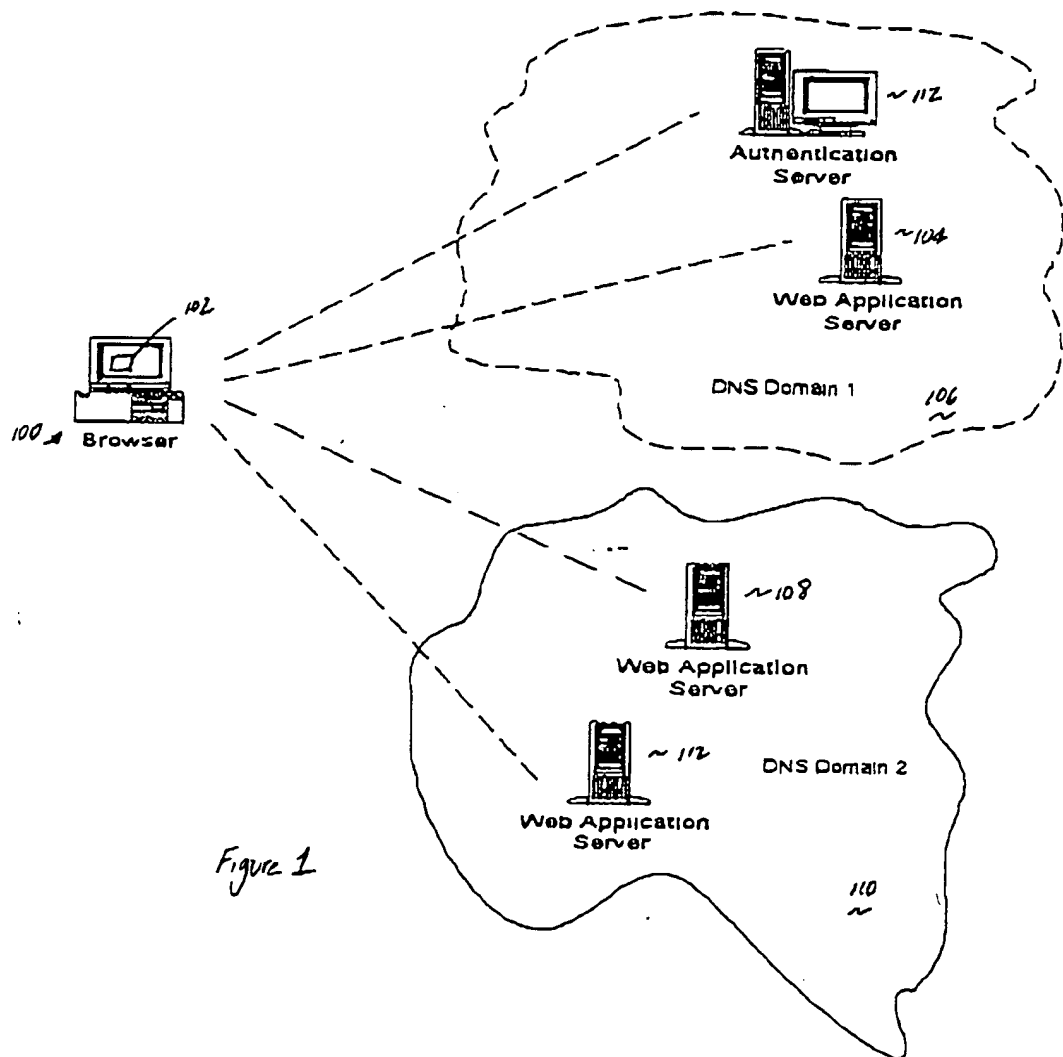 ~ 112
Authentication
Server
~104
Web Application
Server
102
DNS Domain 1
106
~
100
Browser
~108
Web Application
Server
~ 112
DNS Domain 2
Web Application
Server
Figure 1
110
~